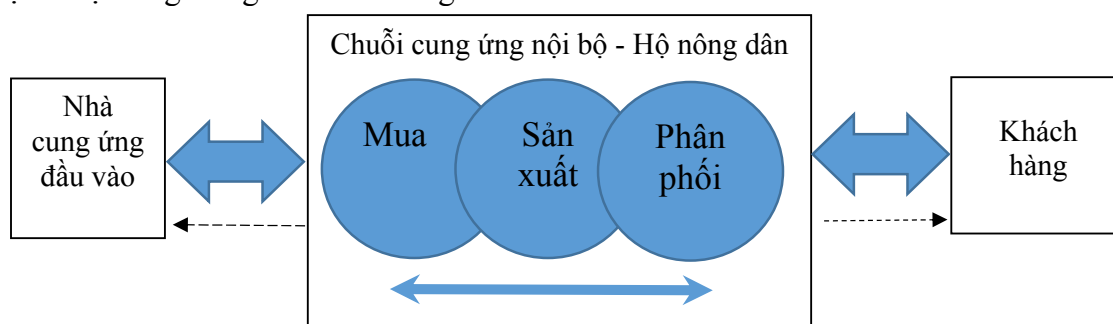 Chuỗi cung ứng nội bộ - Hộ nông dân
Nhà
cung ứng
đầu vào
Mua
Sản
xuất
Phân
phối
Khách
hàng